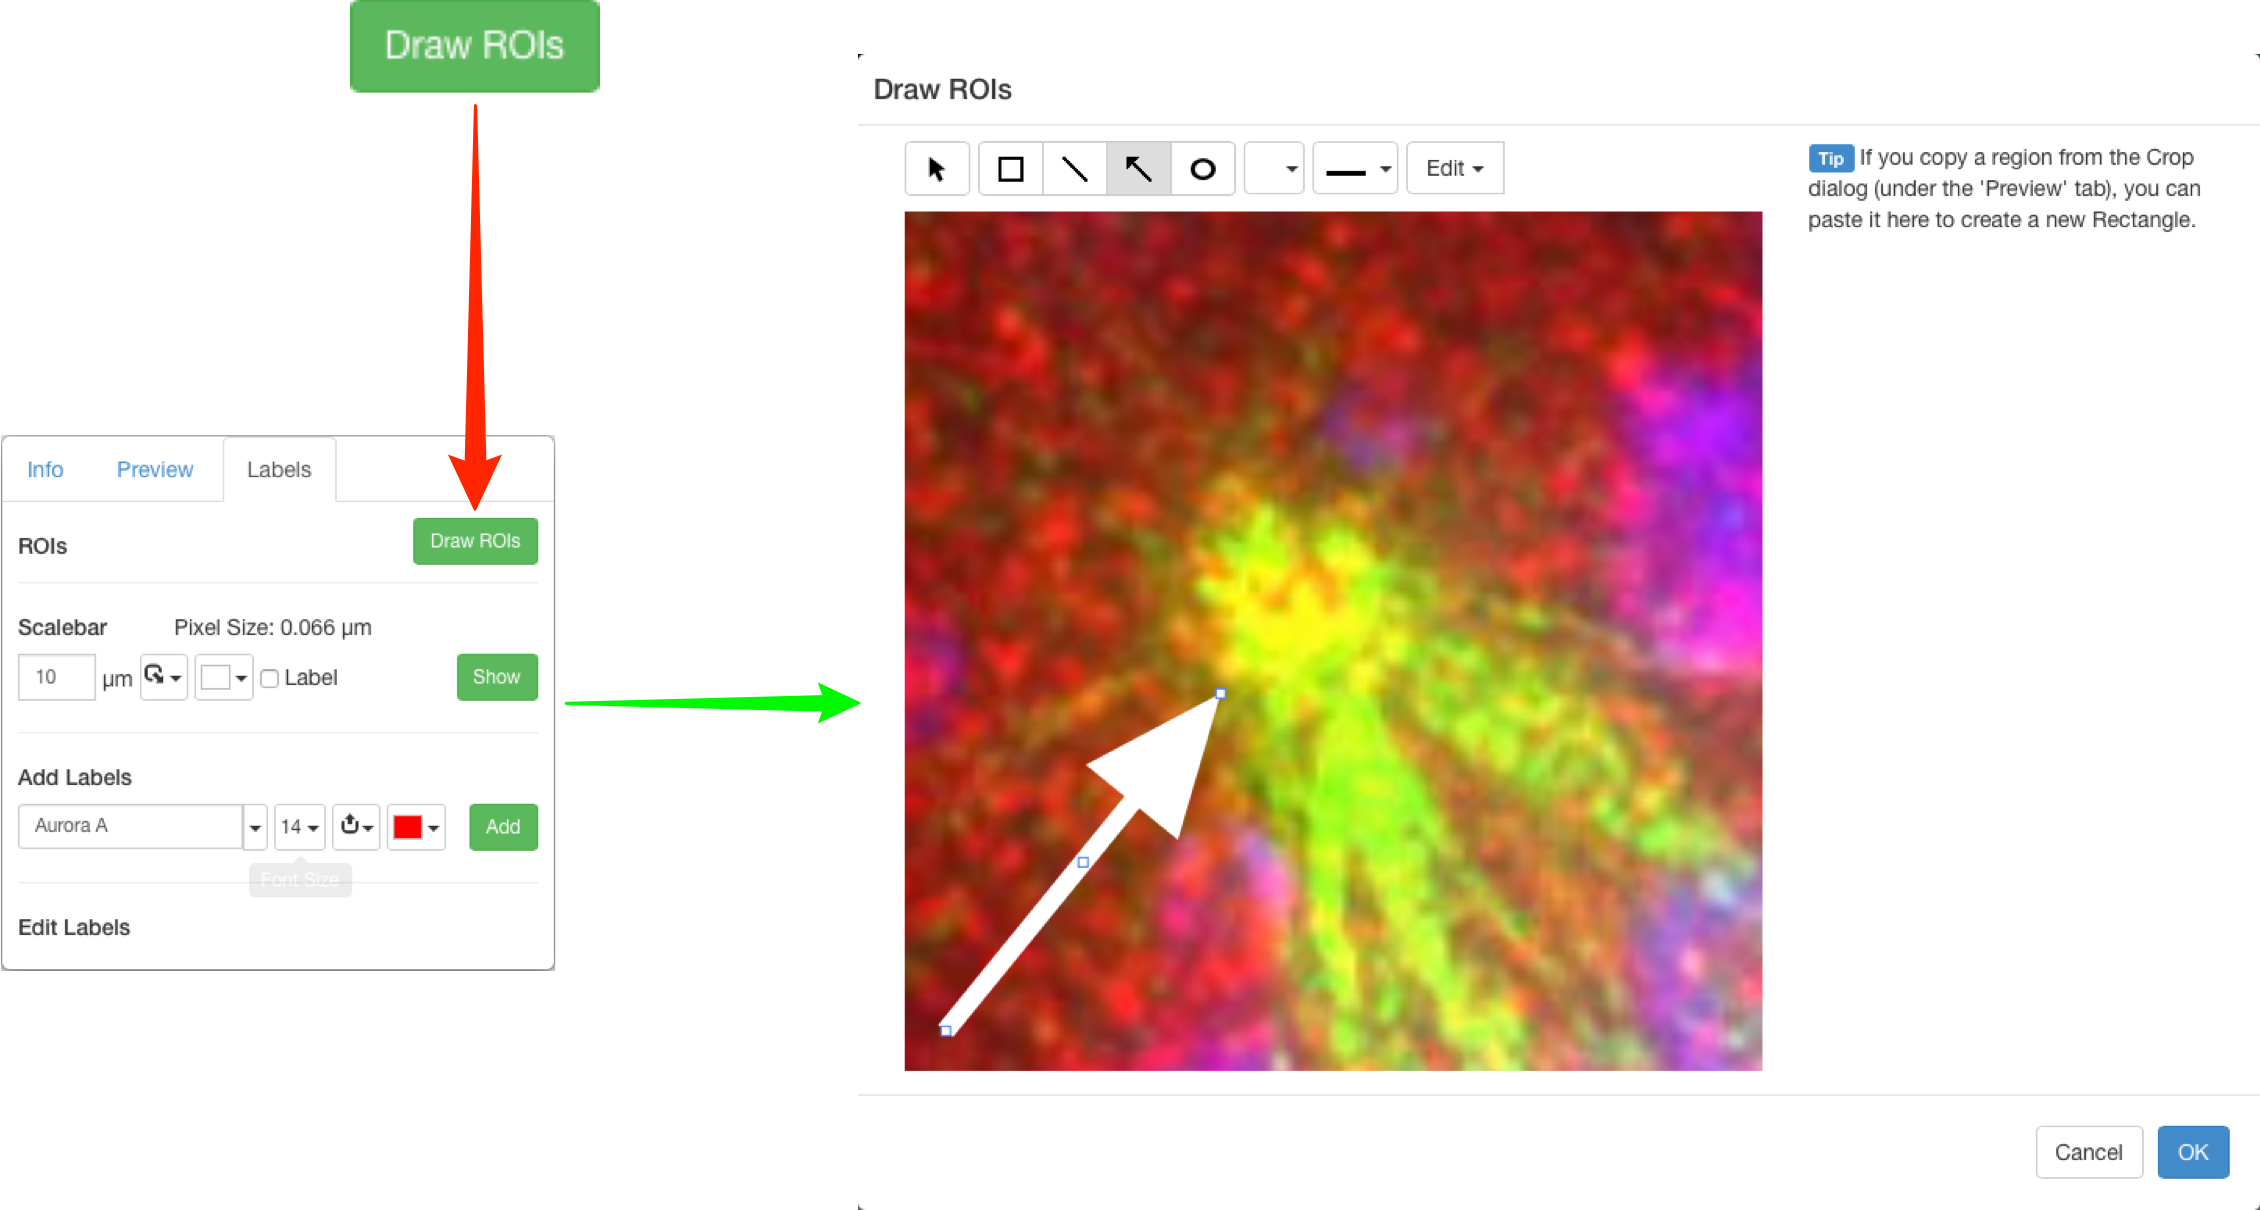 Draw ROIs
Info Preview Labels
ROIs Draw ROIs
Scalebar Pixel Size: 0.066 µm
10 µm Label Show
Add Labels
Aurora A 14 Add
Font Size
Edit Labels
Draw ROIs
Edit
Tip If you copy a region from the Crop
dialog (under the 'Preview' tab), you can
paste it here to create a new Rectangle.
Cancel OK